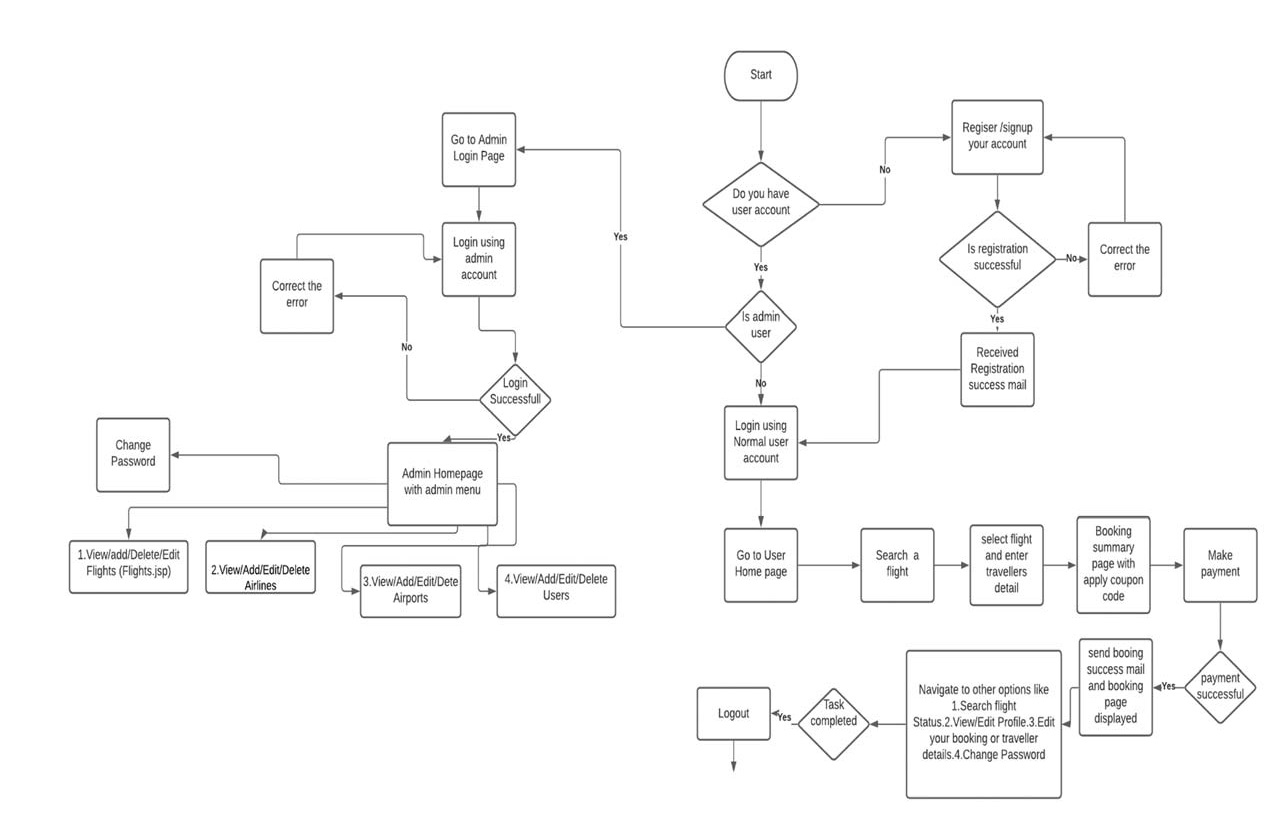 Start
Do you have
user account
No
Regiser /signup
your account
Is registration
successful
No
Correct the
error
Yes
Received
Registration
success mail
Yes
Is admin
user
Yes
Go to Admin
Login Page
Login using
admin
account
Correct the
error
No
Login
Successfull
Yes
Admin Homepage
with admin menu
Change
Password
1.View/add/Delete/Edit
Flights (Flights.jsp)
2.View/Add/Edit/Delete
Airlines
3.View/Add/Edit/Dete
Airports
4.View/Add/Edit/Delete
Users
No
Login using
Normal user
account
Go to User
Home page
Search a
flight
select flight
and enter
travellers
detail
Booking
summary
page with
apply coupon
code
Make
payment
payment
successful
Yes
send booing
success mail
and booking
page
displayed
Navigate to other options like
1.Search flight
Status.2.View/Edit Profile.3.Edit
your booking or traveller
details.4.Change Password
Task
completed
Yes
Logout